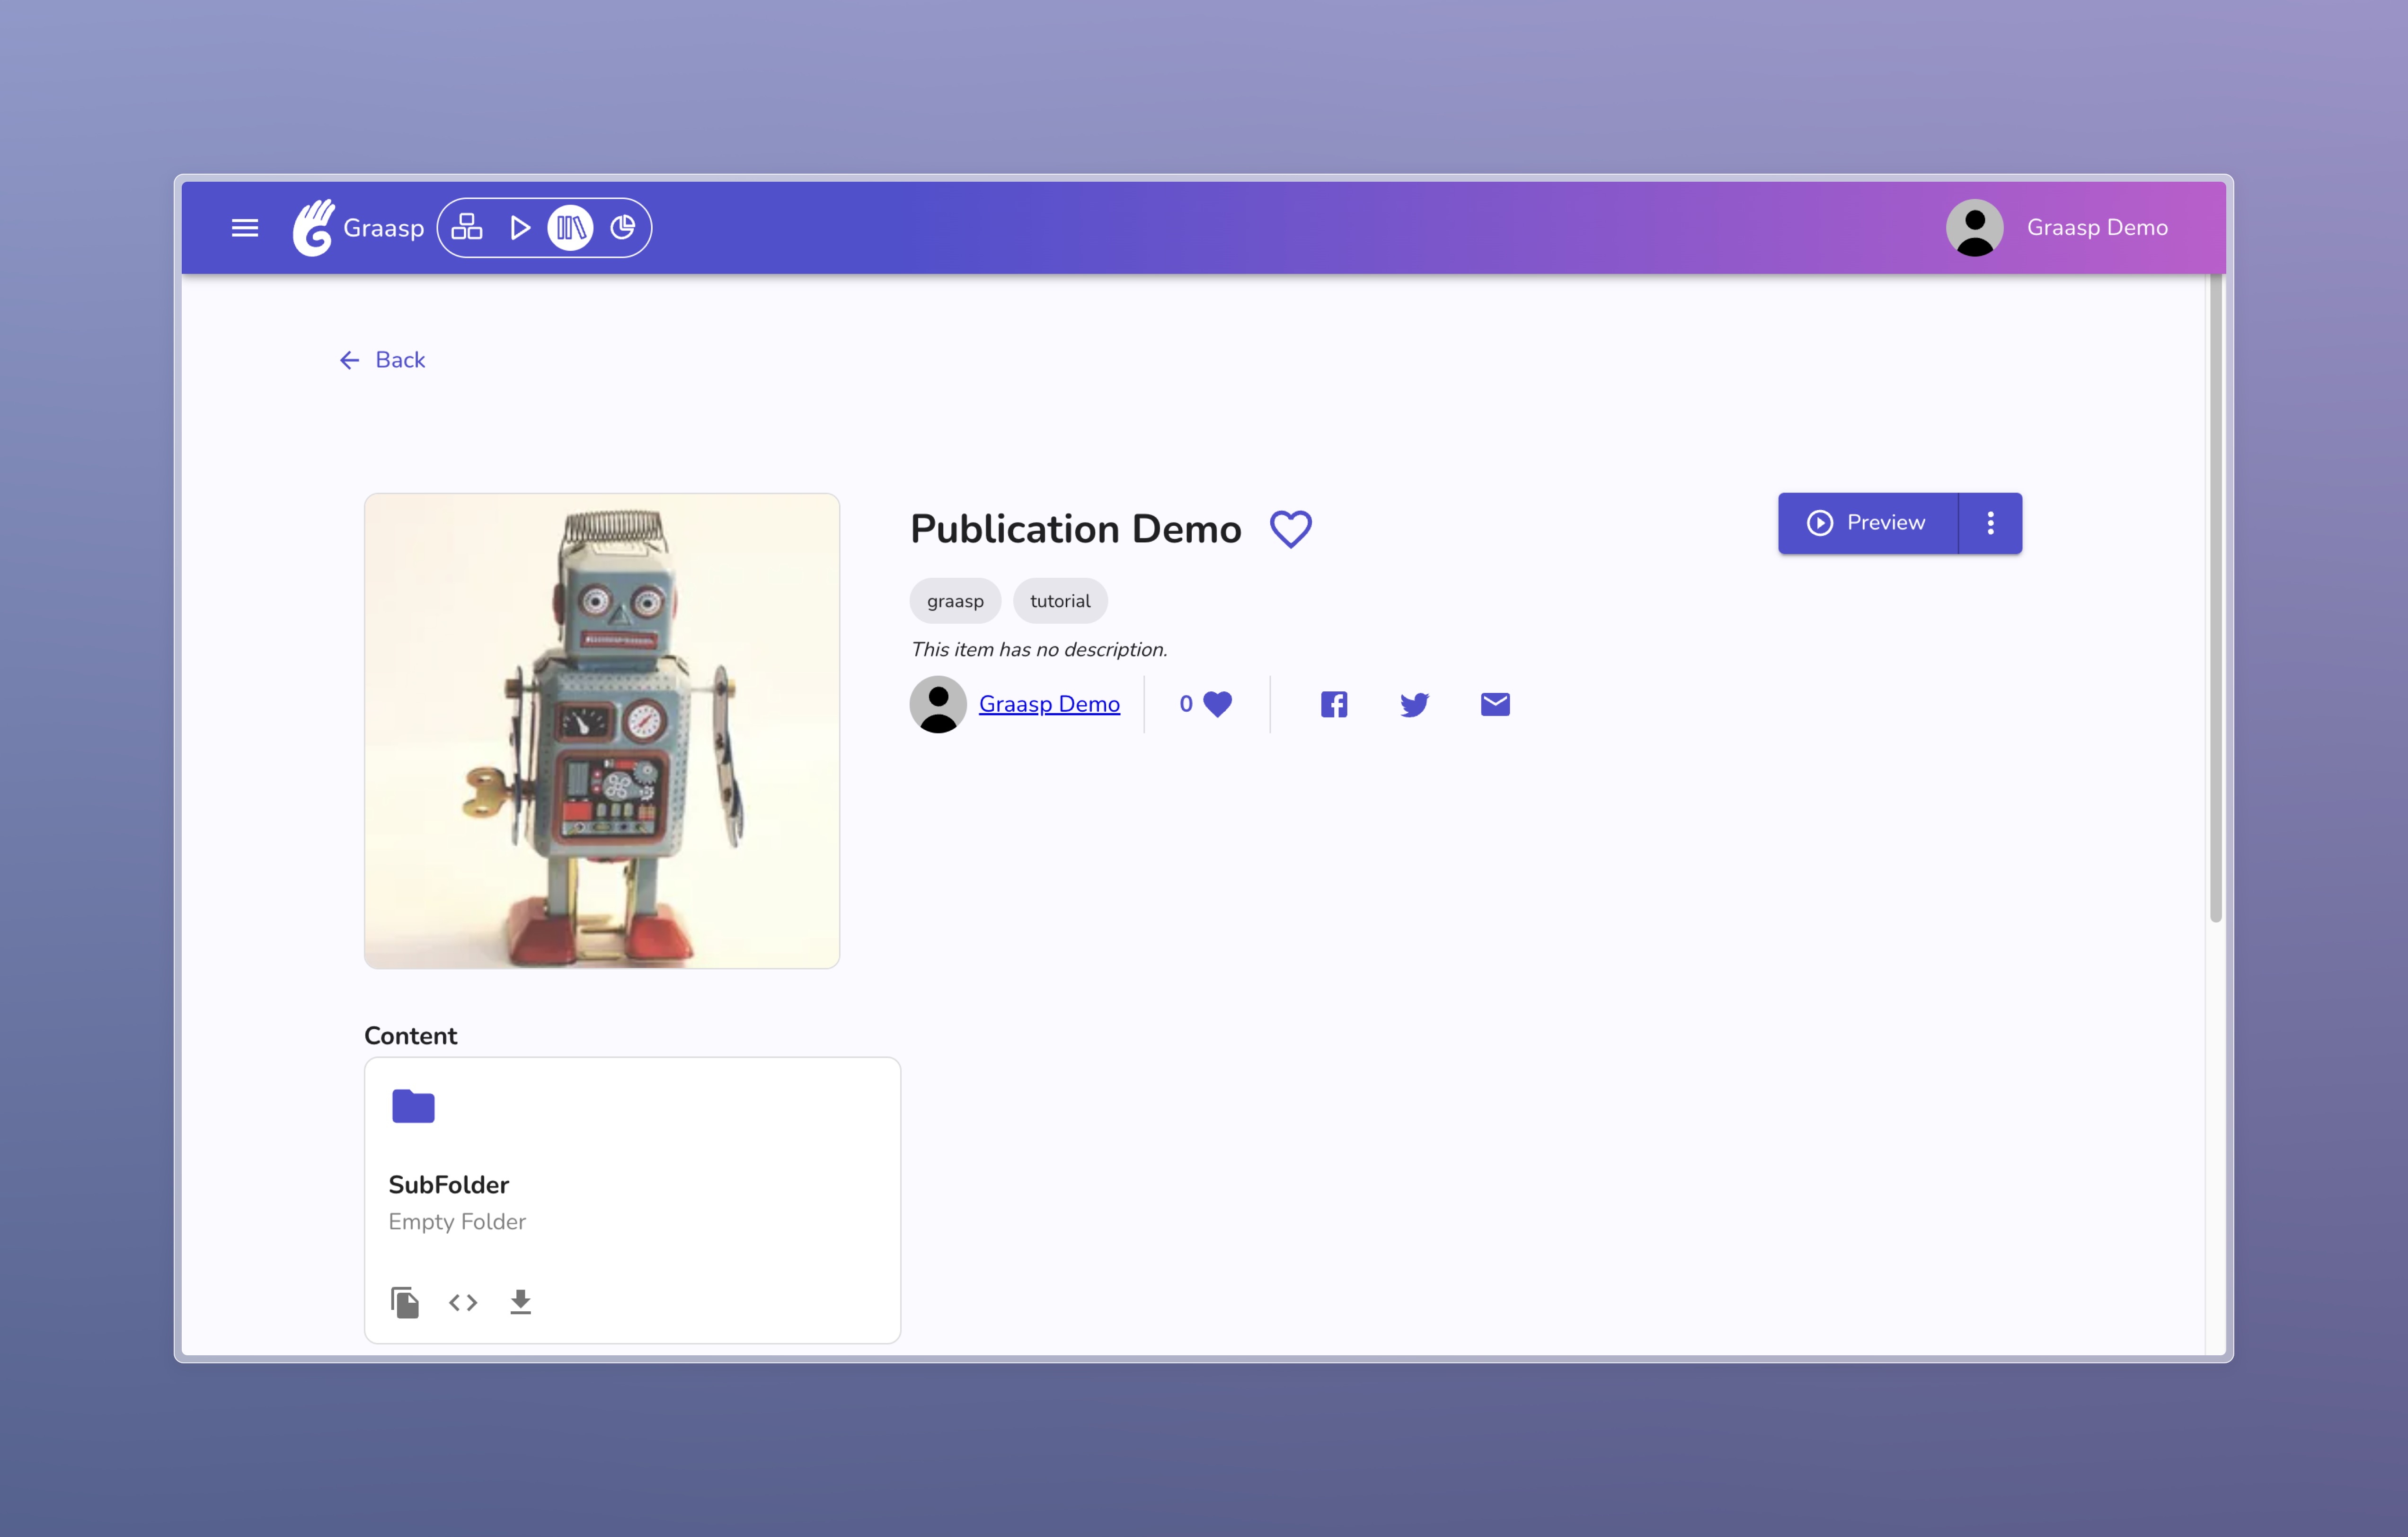 Graasp
Graasp Demo
Back
Publication Demo
Preview
graasp
tutorial
This item has no description.
Graasp Demo
0
Content
SubFolder
Empty Folder